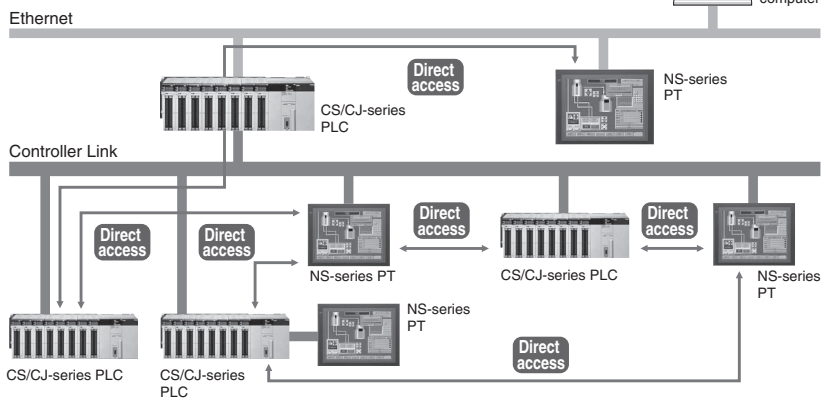 computer
Ethernet
Direct
access
NS-series
PT
CS/CJ-series
PLC
Controller Link
Direct
access
Direct
access
Direct
access
Direct
access
NS-series PT
CS/CJ-series PLC
NS-series
PT
NS-series
PT
Direct
access
CS/CJ-series PLC
CS/CJ-series
PLC